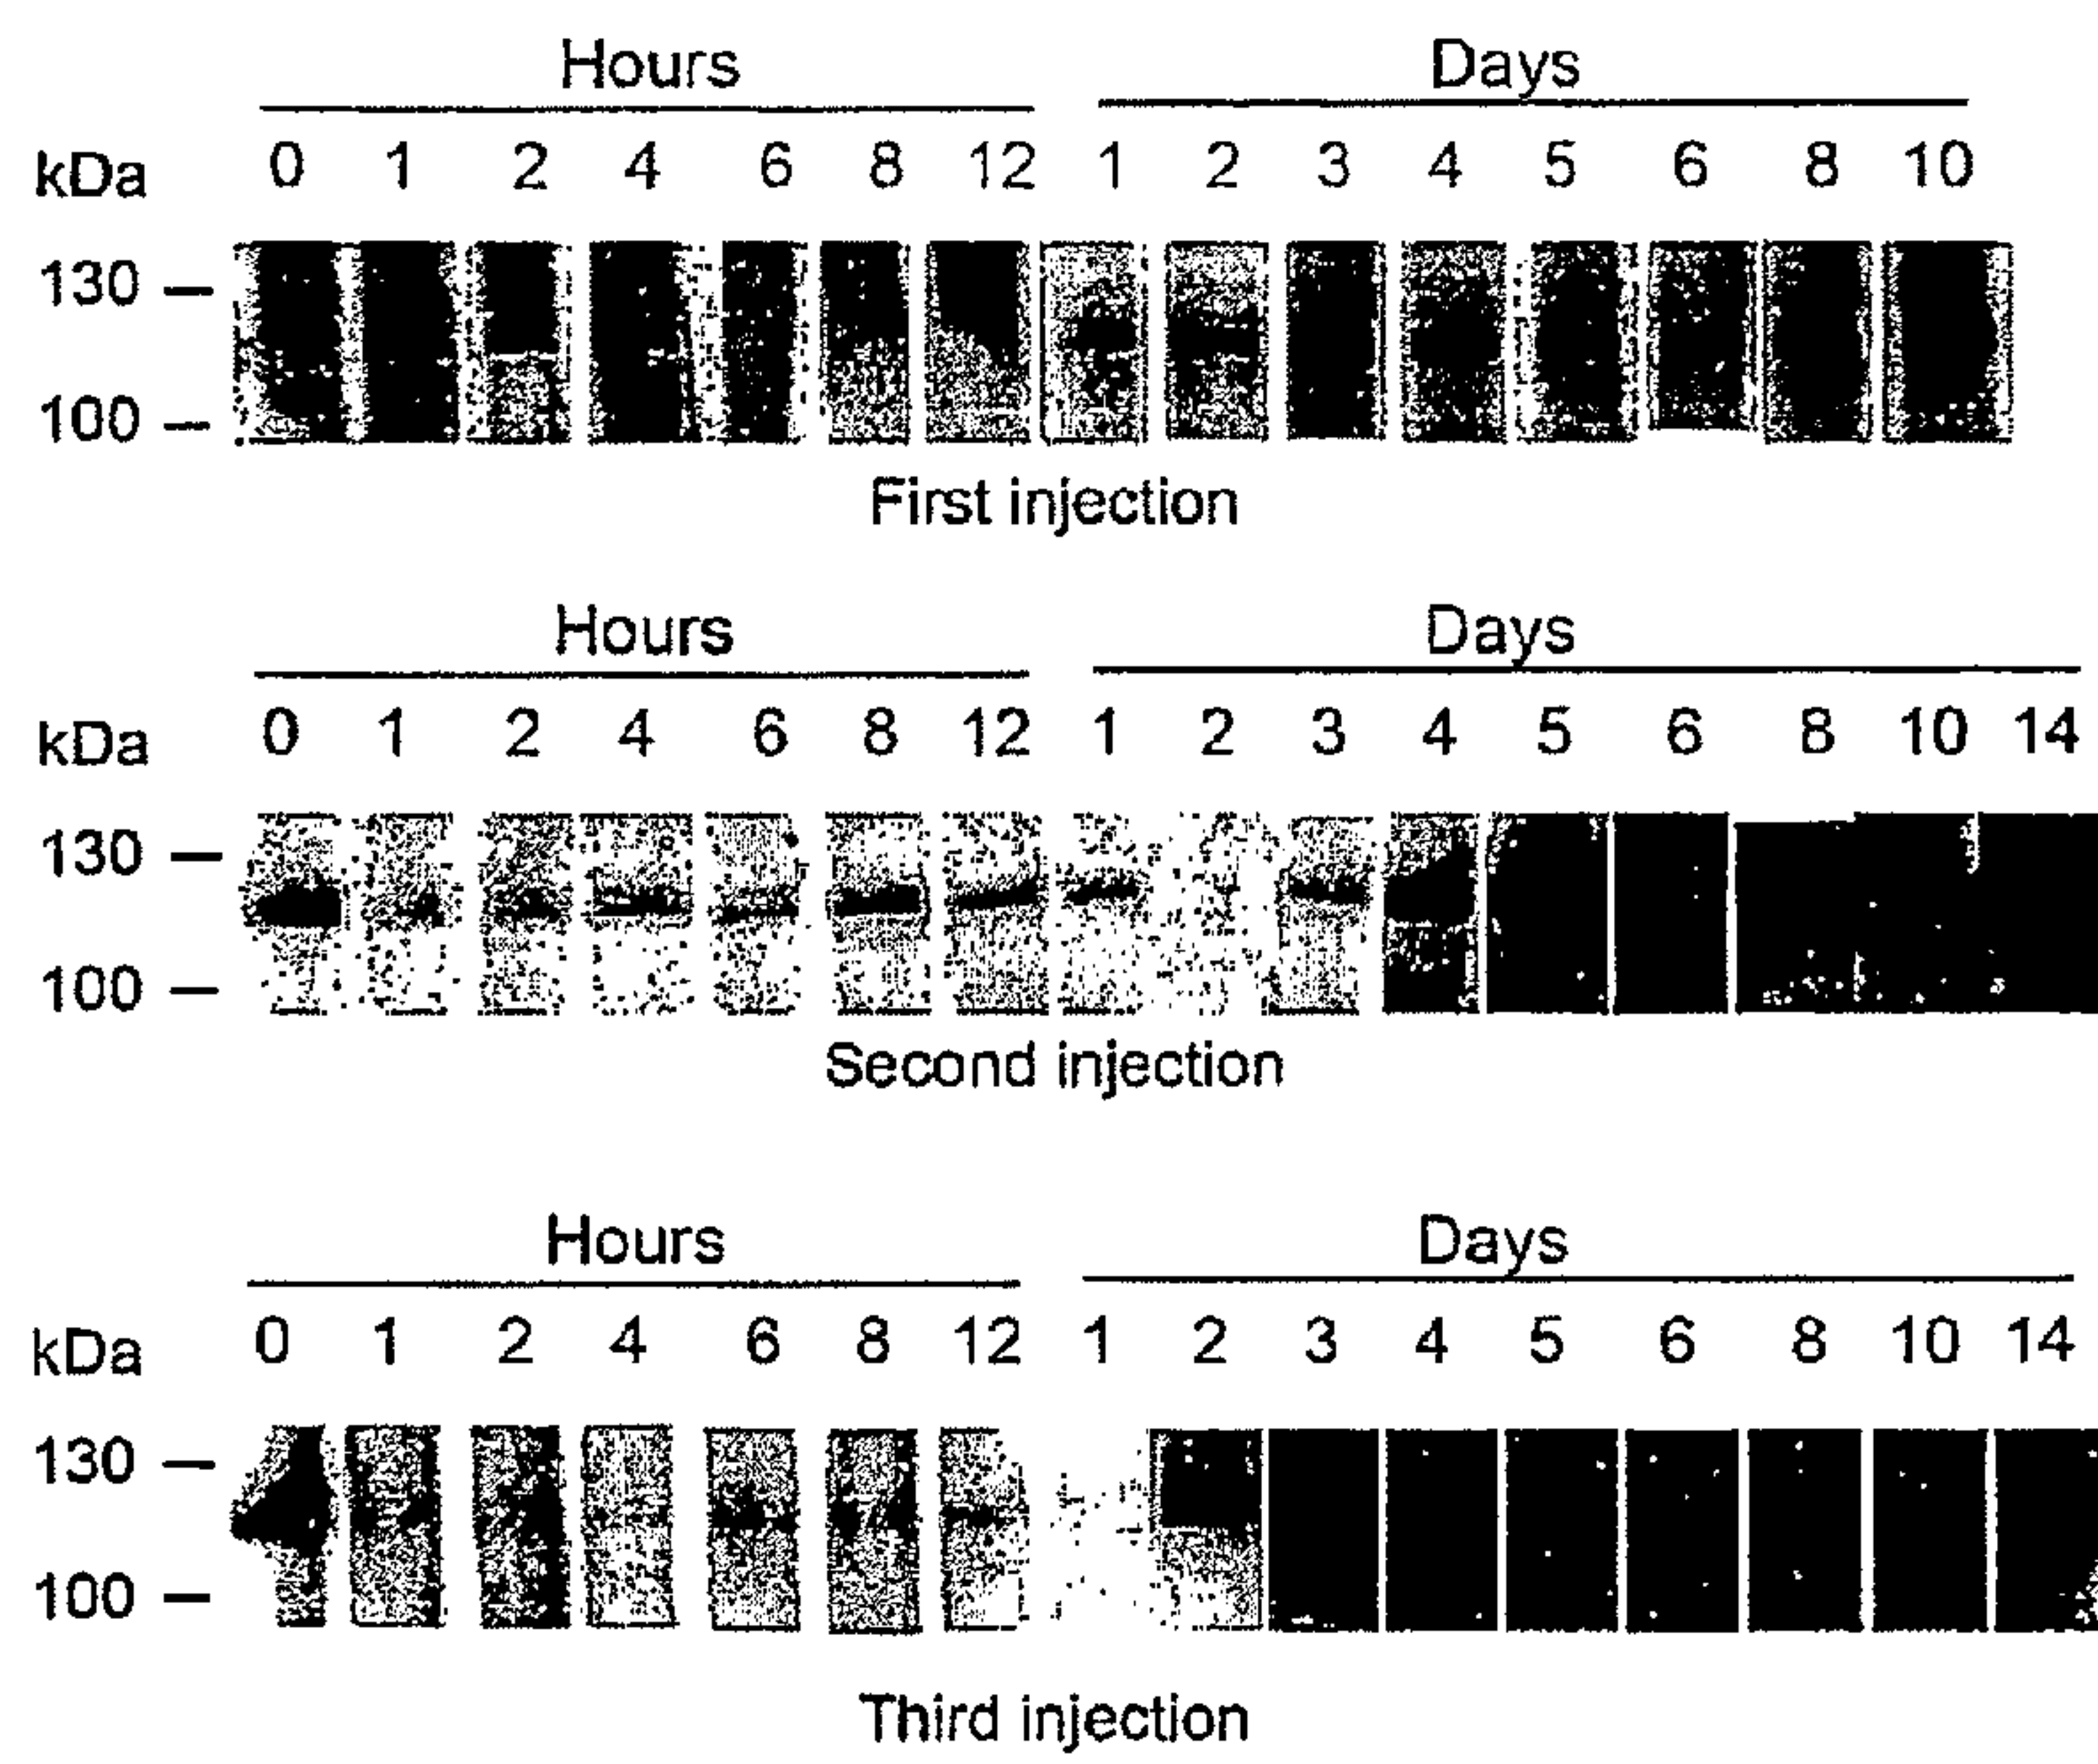 Hours Days
kDa 0 1 2 4 6 8 12 1 2 3 4 5 6 8 10
130
100
First injection
Hours Days
kDa 0 1 2 4 6 8 12 1 2 3 4 5 6 8 10 14
130
100
Second injection
Hours Days
kDa 0 1 2 4 6 8 12 1 2 3 4 5 6 8 10 14
130
100
Third injection